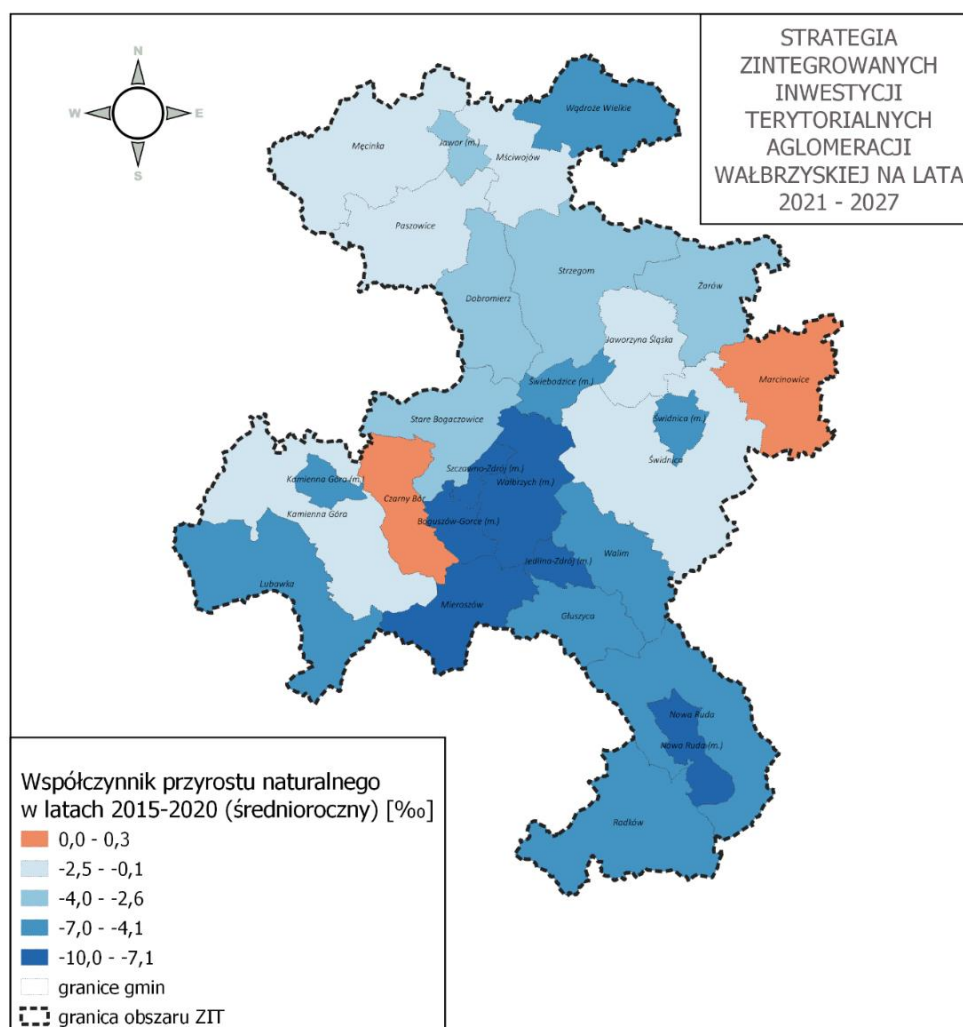 N
W
E
S
STRATEGIA
ZINTEGROWANYCH
INWESTYCJI
TERYTORIALNYCH
AGLOMERACJI
WAŁBRZYSKIEJ NA LATA
2021 - 2027
Wądroże Wielkie
Męcinka
Jawor (m.)
Mściwojów
Paszowice
Strzegom
Żarów
Dobromierz
Jaworzyna Śląska
Marcinowice
Świebodzice (m.)
Stare Bogaczowice
Świdnica (m.)
Świdnica
Szczawno-Zdrój (m.)
Kamienna Góra (m.)
Wałbrzych (m.)
Czarny Bór
Kamienna Góra
Boguszów-Gorce (m.)
Walim
Jedlina-Zdrój (m.)
Lubawka
Mieroszów
Głuszyca
Nowa Ruda
Nowa Ruda (m.)
Radków
Współczynnik przyrostu naturalnego
w latach 2015-2020 (średnioroczny) [‰]
0,0 - 0,3
-2,5 - -0,1
-4,0 - -2,6
-7,0 - -4,1
-10,0 - -7,1
granice gmin
granica obszaru ZIT